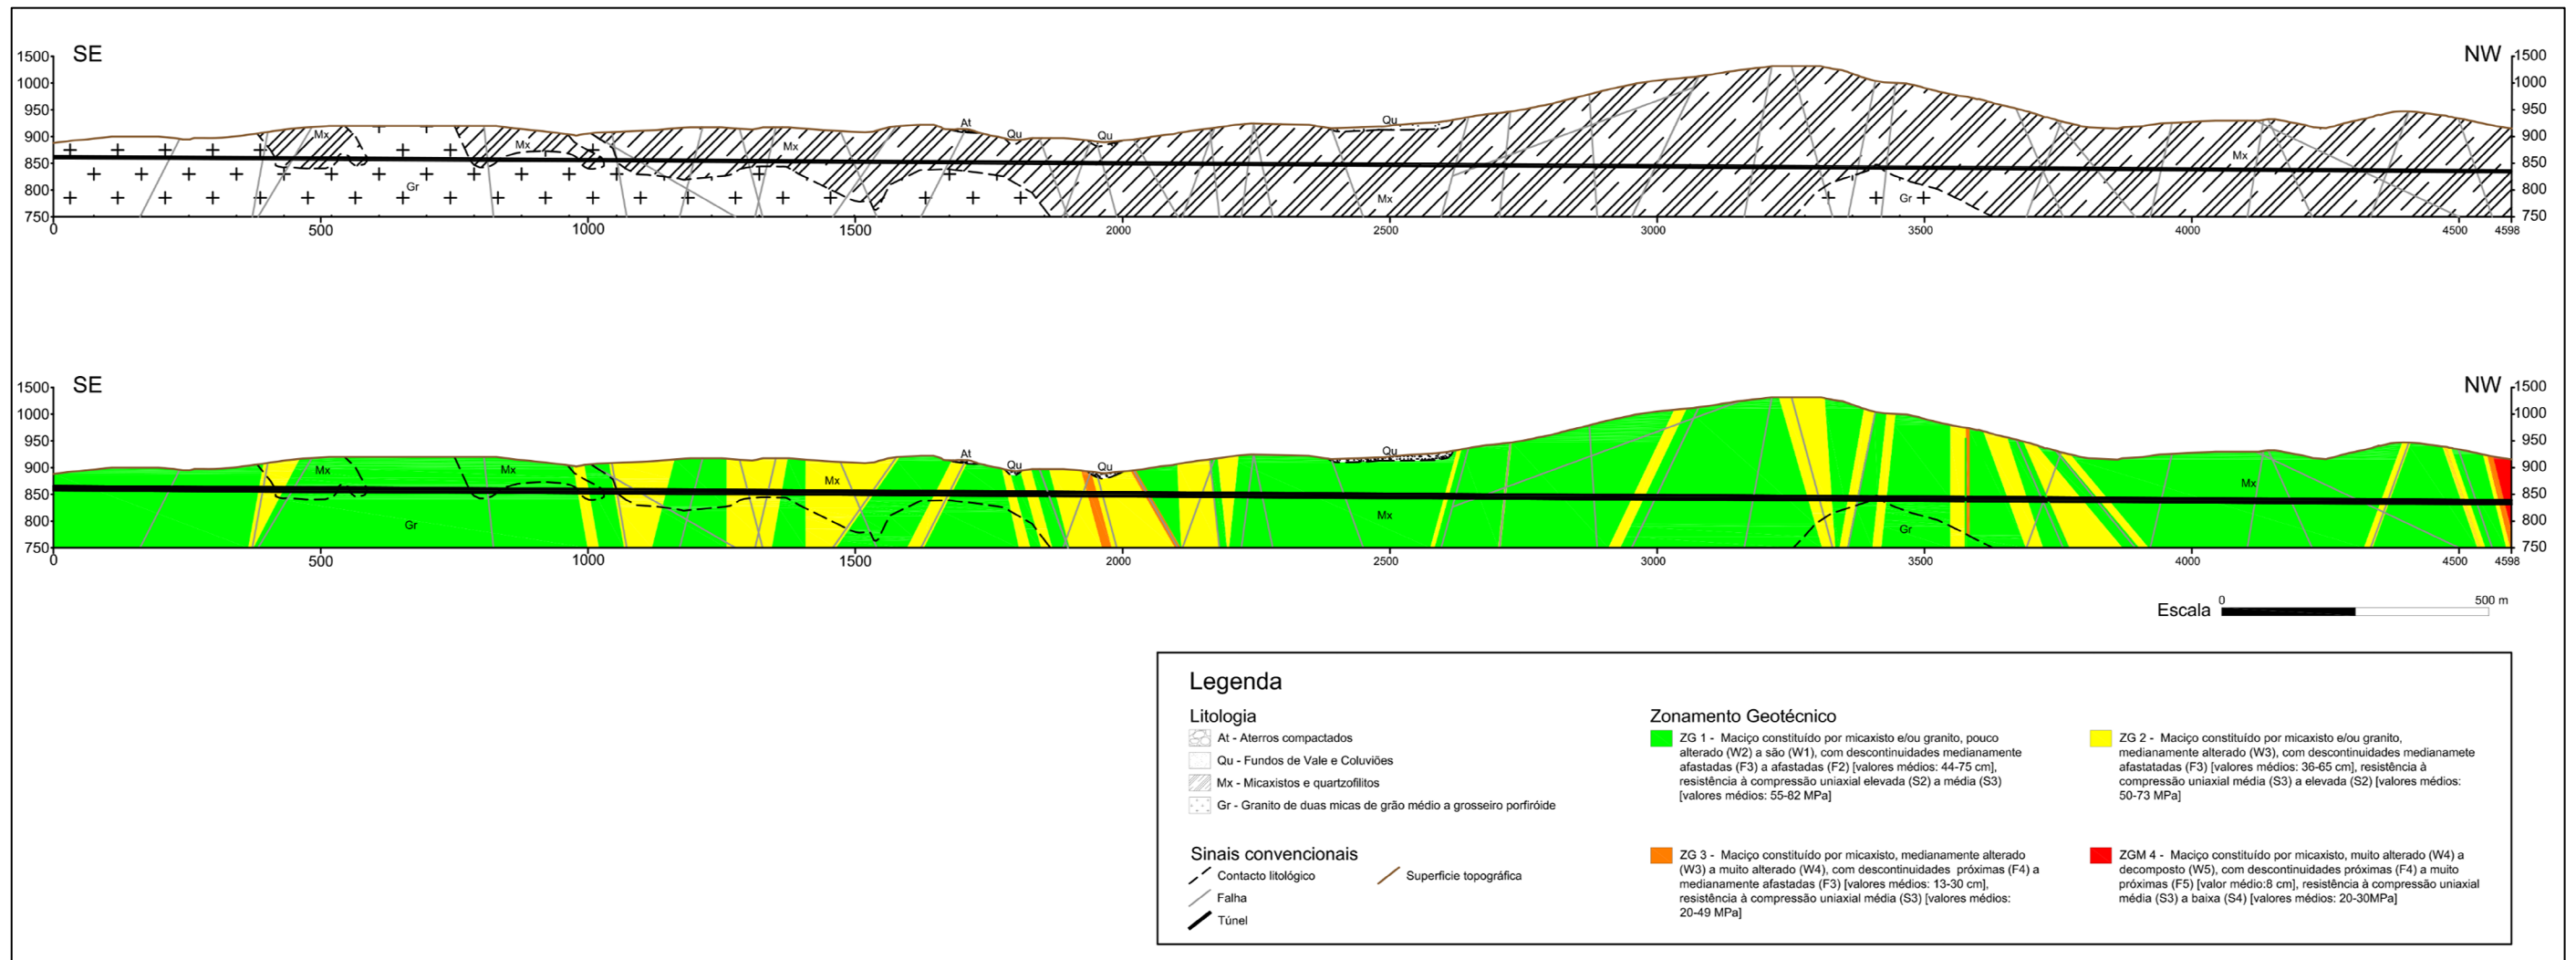 SE
NW
1500
1000
950
900
850
800
750
1500
1000
950
900
850
800
750
Mx
Mx
Gr
Mx
At
Qu
Qu
Qu
Mx
Gr
Mx
0
500
1000
1500
2000
2500
3000
3500
4000
4500
4598
SE
NW
1500
1000
950
900
850
800
750
1500
1000
950
900
850
800
750
Mx
Mx
Gr
Mx
At
Qu
Qu
Qu
Mx
Gr
Mx
0
500
1000
1500
2000
2500
3000
3500
4000
4500
4598
Escala
0
500 m
Legenda
Litologia
At - Aterros compactados
Qu - Fundos de Vale e Coluviões
Mx - Micaxistos e quartzofilitos
Gr - Granito de duas micas de grão médio a grosseiro porfiróide
Sinais convencionais
Contacto litológico
Falha
Túnel
Superficie topográfica
Zonamento Geotécnico
ZG 1 - Maciço constituído por micaxisto e/ou granito, pouco
alterado (W2) a são (W1), com descontinuidades medianamente
afastadas (F3) a afastadas (F2) [valores médios: 44-75 cm],
resistência à compressão uniaxial elevada (S2) a média (S3)
[valores médios: 55-82 MPa]
ZG 2 - Maciço constituído por micaxisto e/ou granito,
medianamente alterado (W3), com descontinuidades medianamete
afastatadas (F3) [valores médios: 36-65 cm], resistência à
compressão uniaxial média (S3) a elevada (S2) [valores médios:
50-73 MPa]
ZG 3 - Maciço constituído por micaxisto, medianamente alterado
(W3) a muito alterado (W4), com descontinuidades próximas (F4) a
medianamente afastadas (F3) [valores médios: 13-30 cm],
resistência à compressão uniaxial média (S3) [valores médios:
20-49 MPa]
ZGM 4 - Maciço constituído por micaxisto, muito alterado (W4) a
decomposto (W5), com descontinuidades próximas (F4) a muito
próximas (F5) [valor médio:8 cm], resistência à compressão uniaxial
média (S3) a baixa (S4) [valores médios: 20-30MPa]